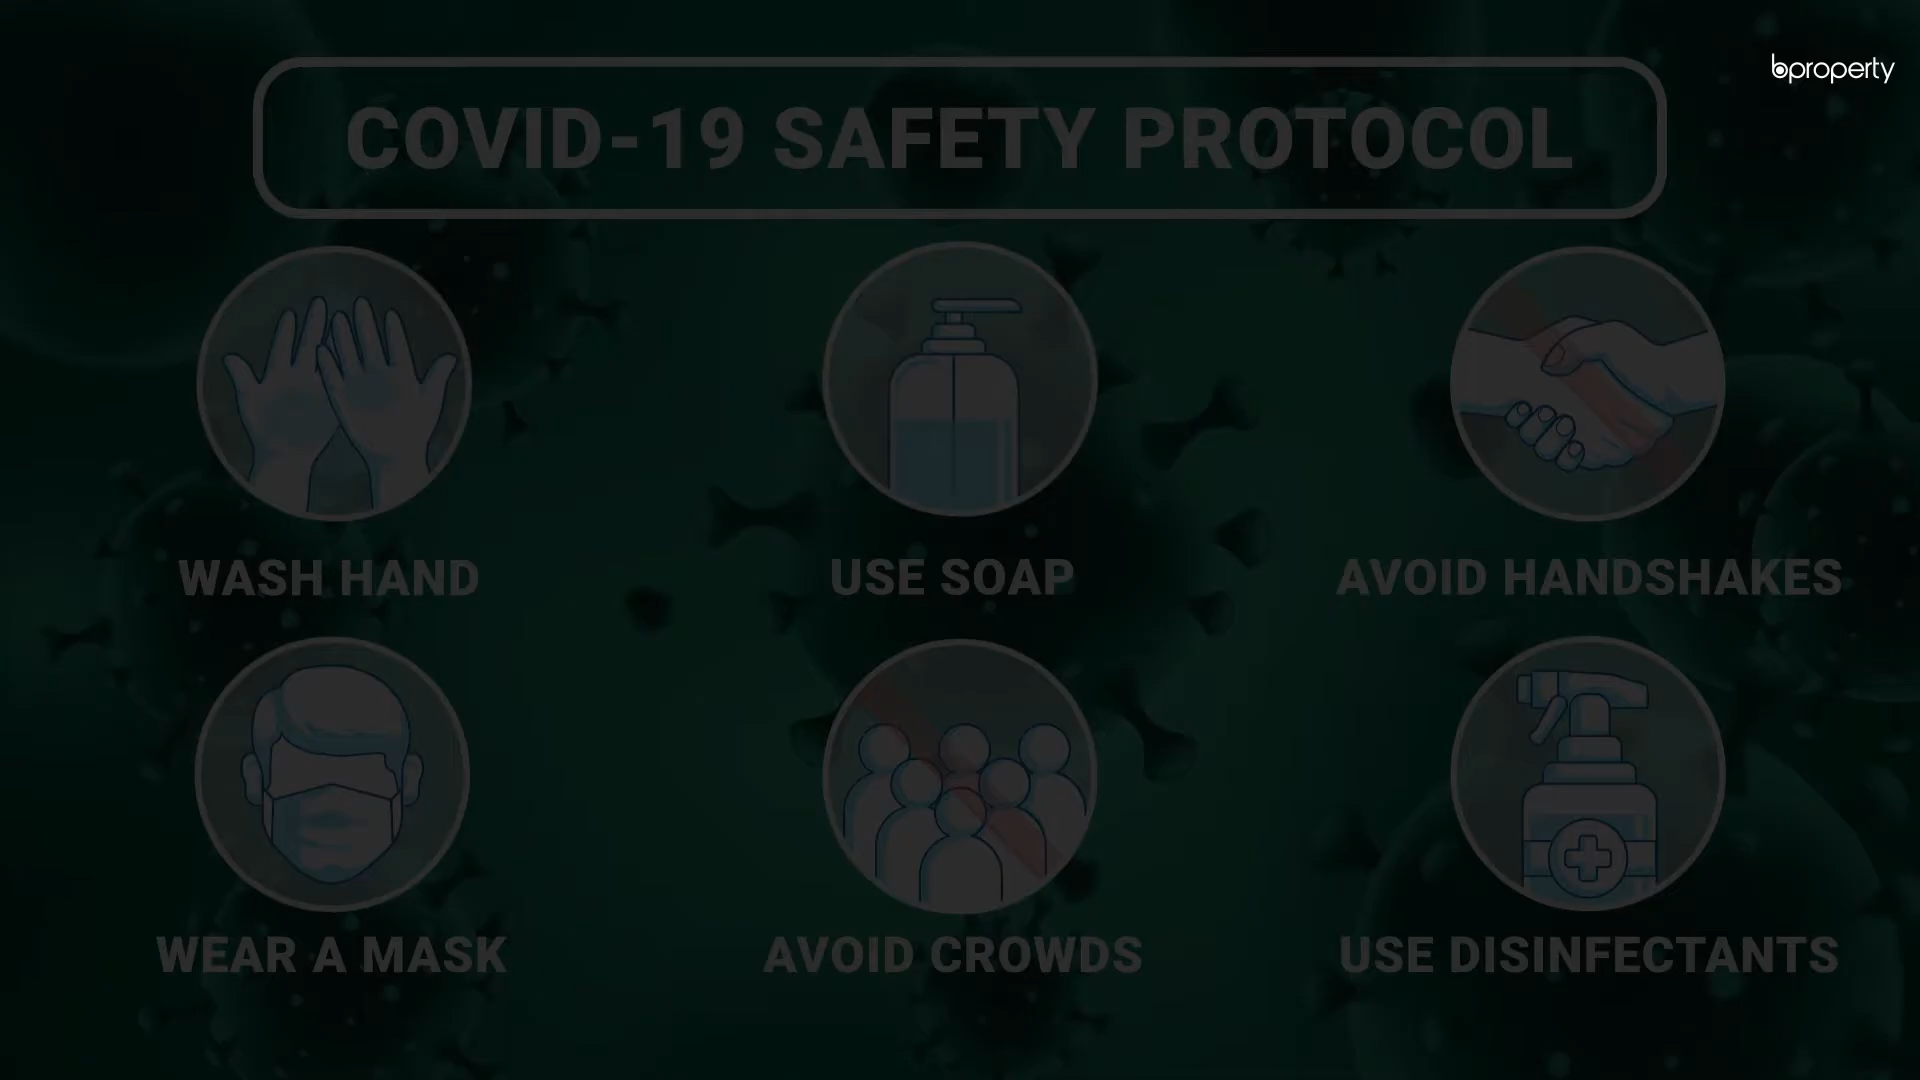 bproperty
COVID-19 SAFETY PROTOCOL
WASH HAND
USE SOAP
AVOID HANDSHAKES
WEAR A MASK
AVOID CROWDS
USE DISINFECTANTS